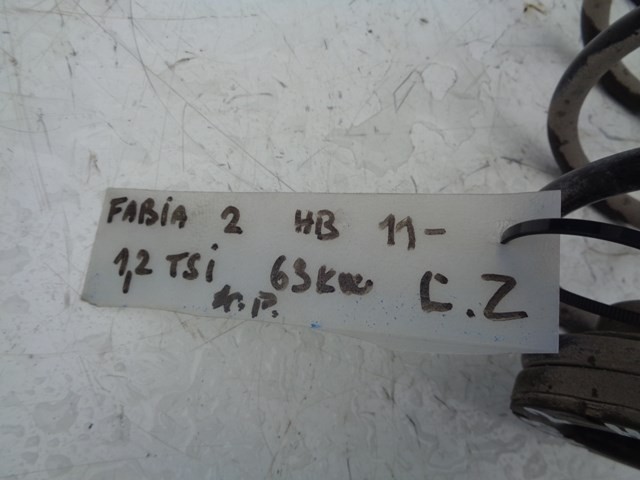 FABiA 2 HB 11-
1,2 TSi 63kw L.Z